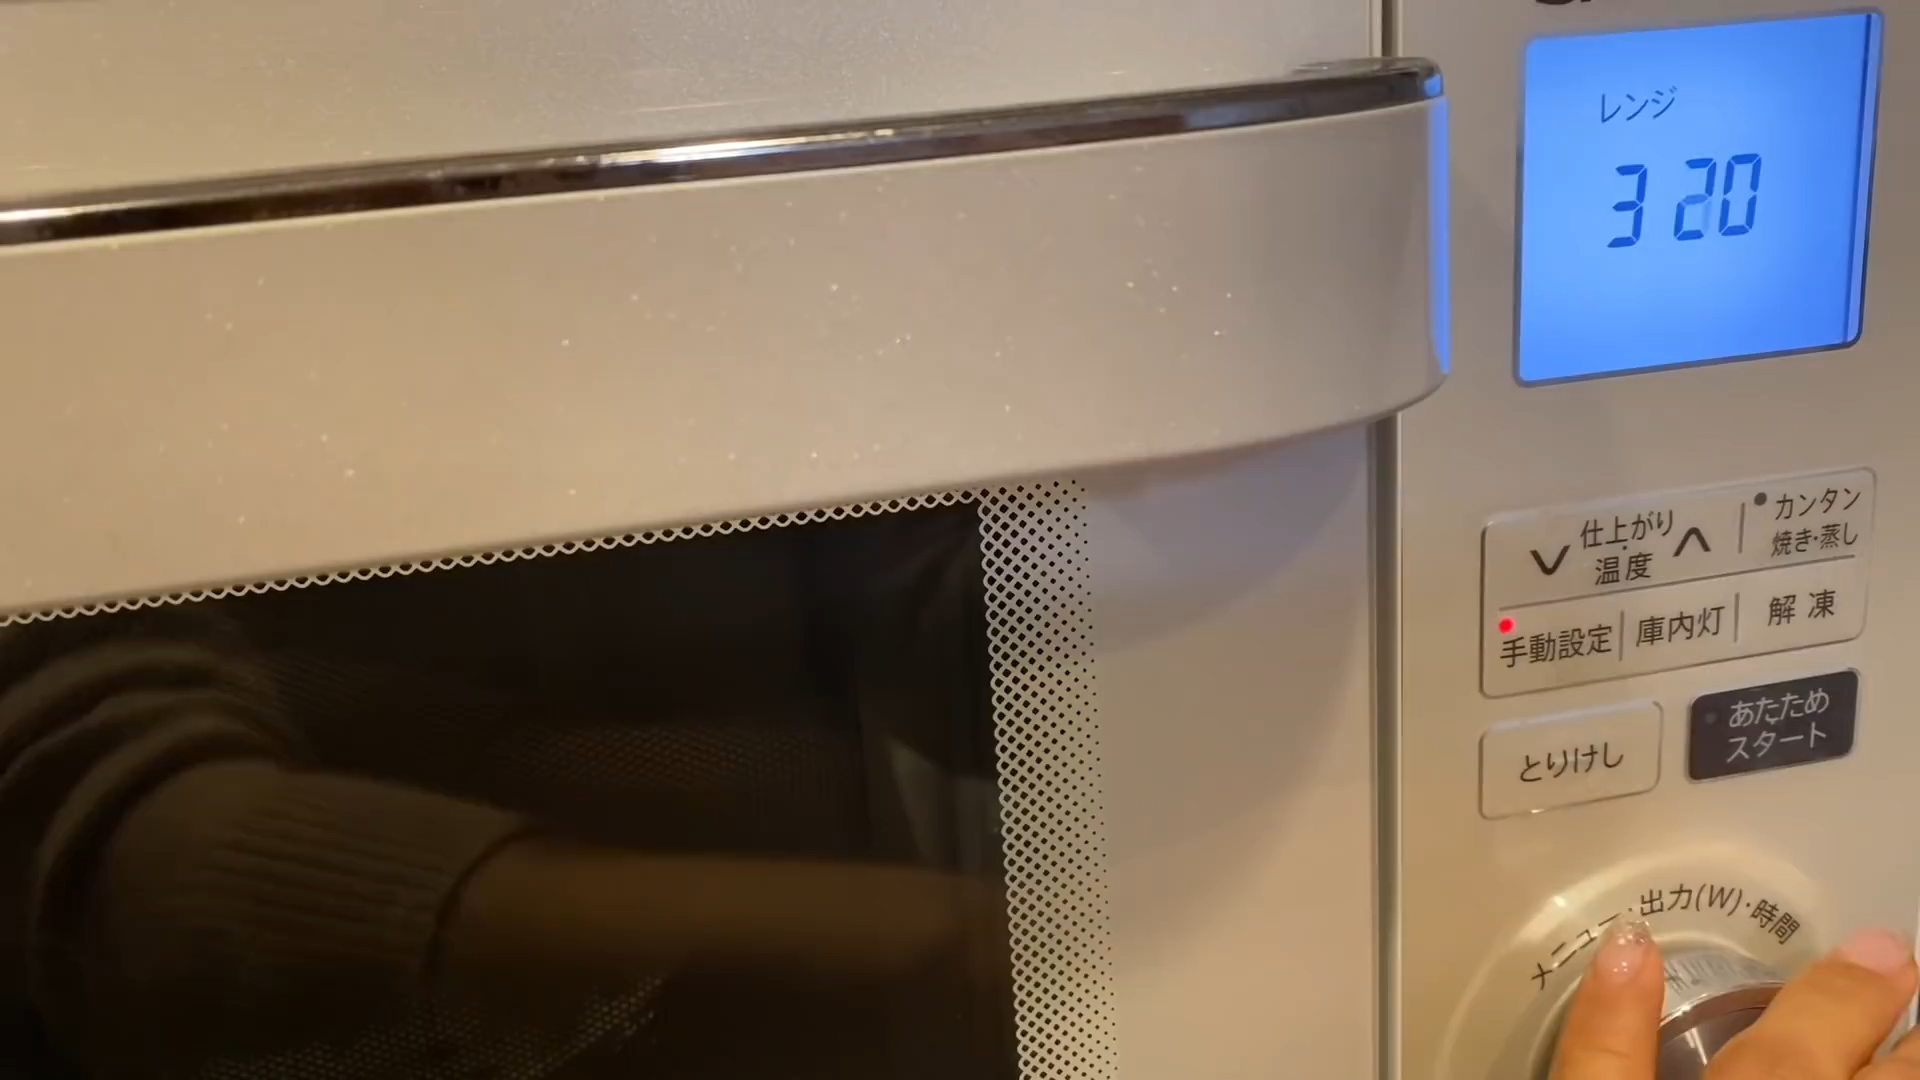 レンジ
3 20
仕上がり
温度
カンタン
焼き・蒸し
手動設定
庫内灯
解凍
とりけし
あたため
スタート
メニュー・出力(W)・時間